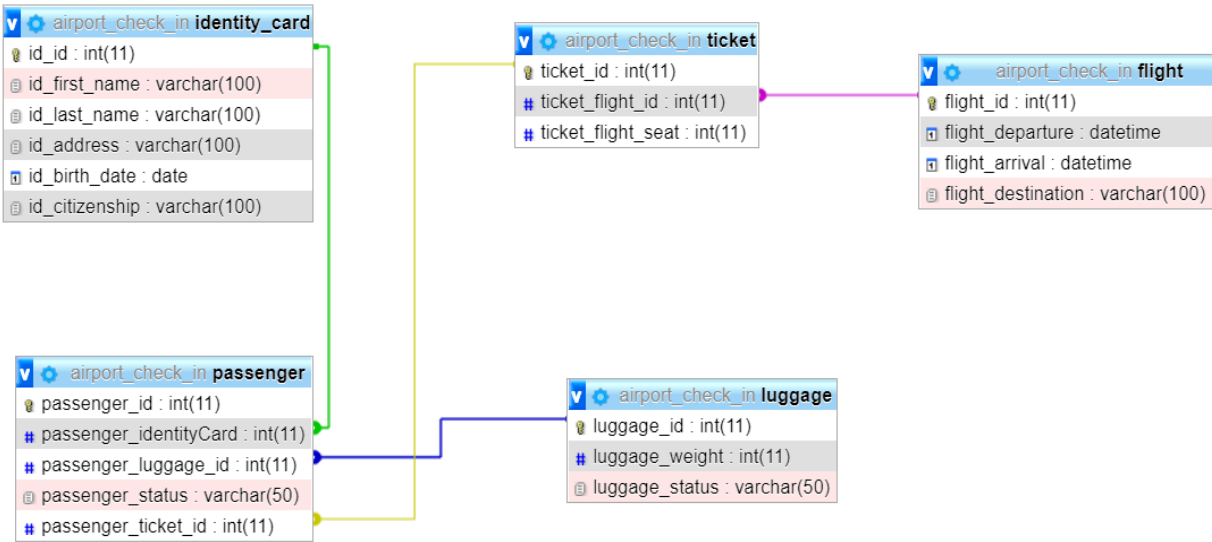 airport_check_in identity_card
id_id : int(11)
id_first_name : varchar(100)
id_last_name : varchar(100)
id_address : varchar(100)
id_birth_date : date
id_citizenship : varchar(100)
airport_check_in ticket
ticket_id : int(11)
# ticket_flight_id : int(11)
# ticket_flight_seat : int(11)
airport_check_in flight
flight_id : int(11)
flight_departure : datetime
flight_arrival : datetime
flight_destination : varchar(100)
airport_check_in passenger
passenger_id : int(11)
# passenger_identityCard : int(11)
# passenger_luggage_id : int(11)
passenger_status : varchar(50)
# passenger_ticket_id : int(11)
airport_check_in luggage
luggage_id : int(11)
# luggage_weight : int(11)
luggage_status : varchar(50)